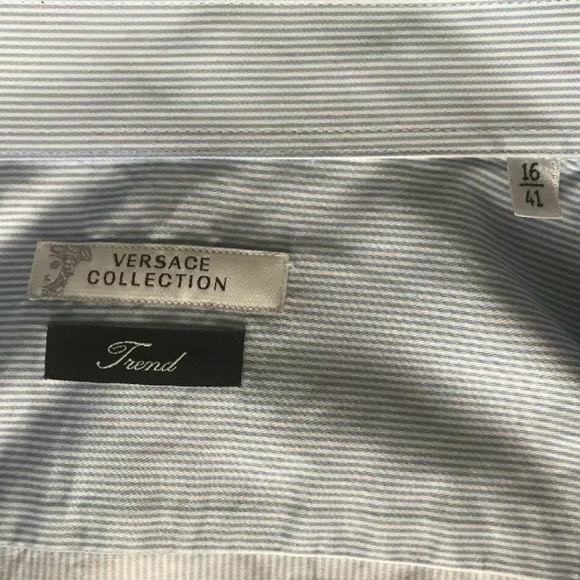 16
41
VERSACE
COLLECTION
Trend